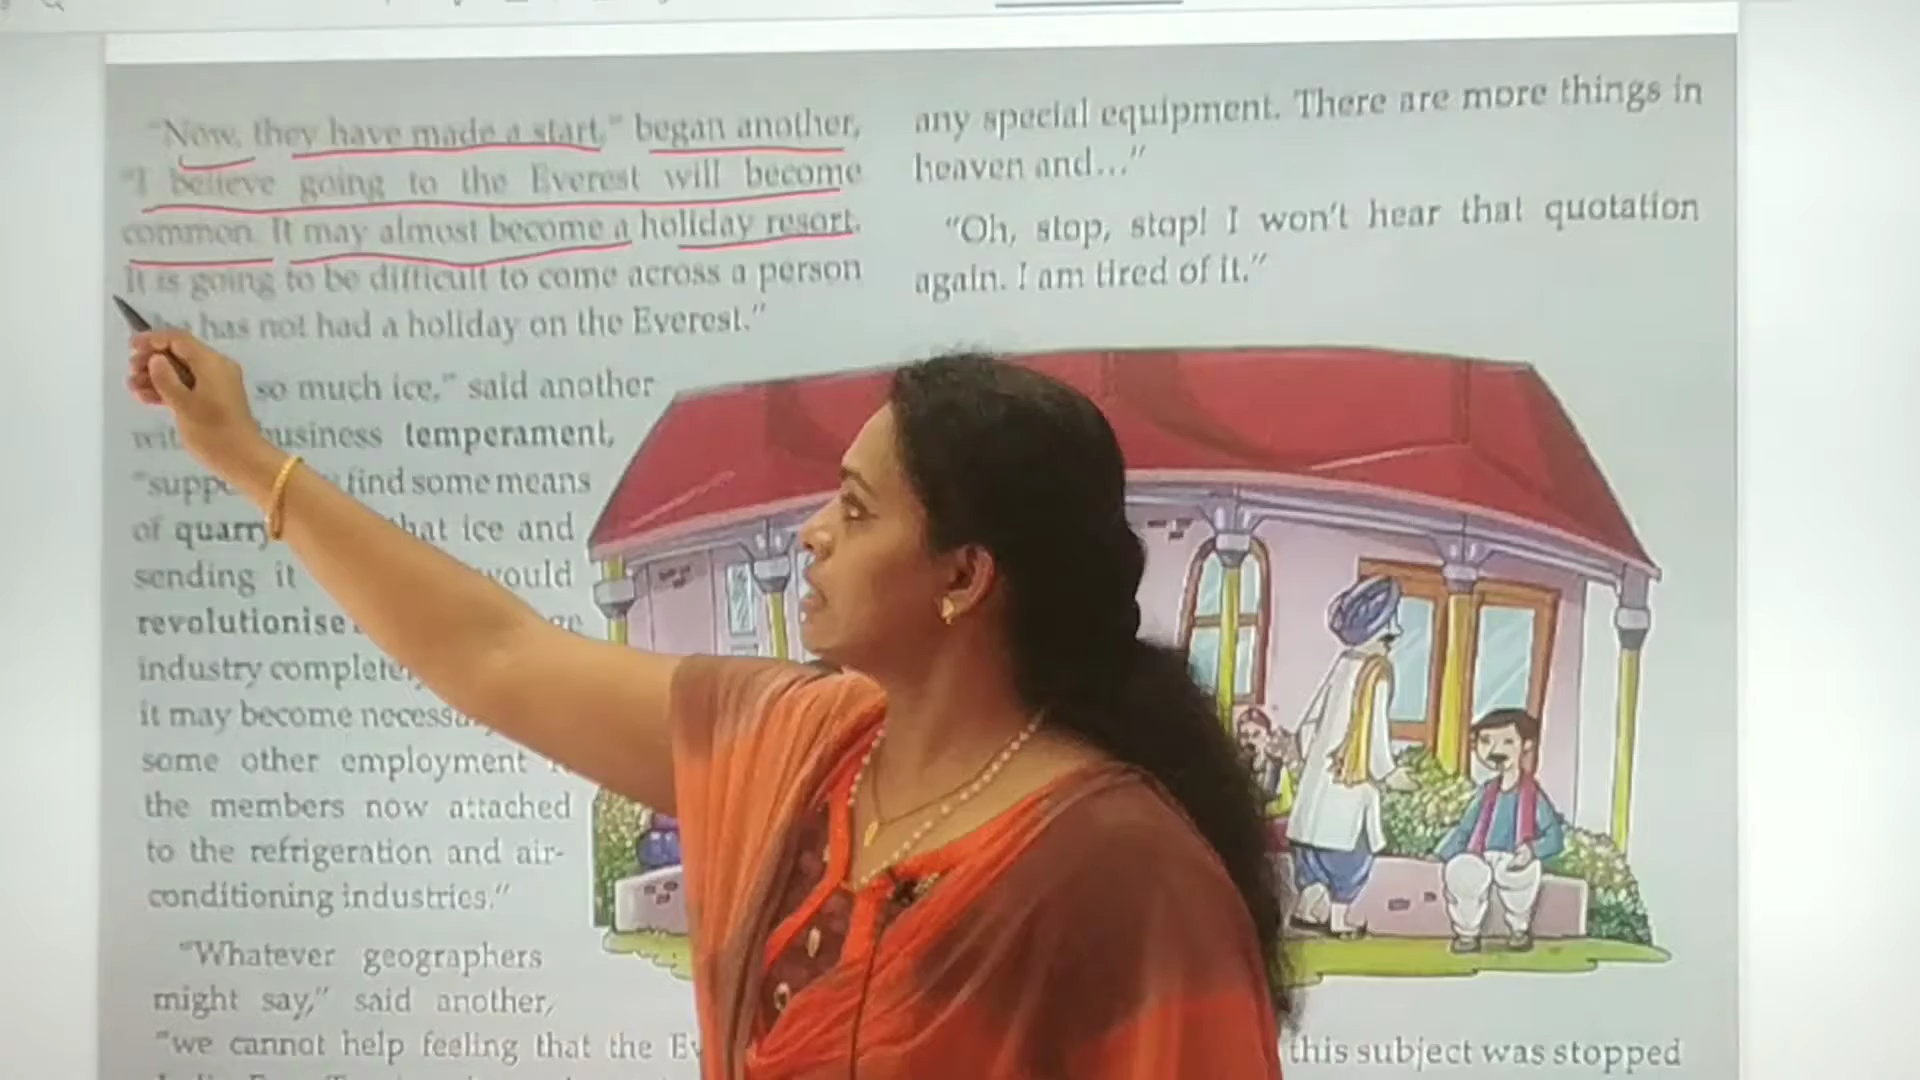 "Now, they have made a start," began another,
"I believe going to the Everest will become
common. It may almost become a holiday resort.
It is going to be difficult to come across a person
has not had a holiday on the Everest."
so much ice," said another
business temperament,
find some means
of that ice and
sending it would
revolutionise
industry
it may become
some other employment
the members now attached
to the refrigeration and air-
conditioning industries."
"Whatever geographers
might say," said another,
"we cannot help feeling that the
any special equipment. There are more things in
heaven and..."
"Oh, stop, stop! I won't hear that quotation
again. I am tired of it."
this subject was stopped